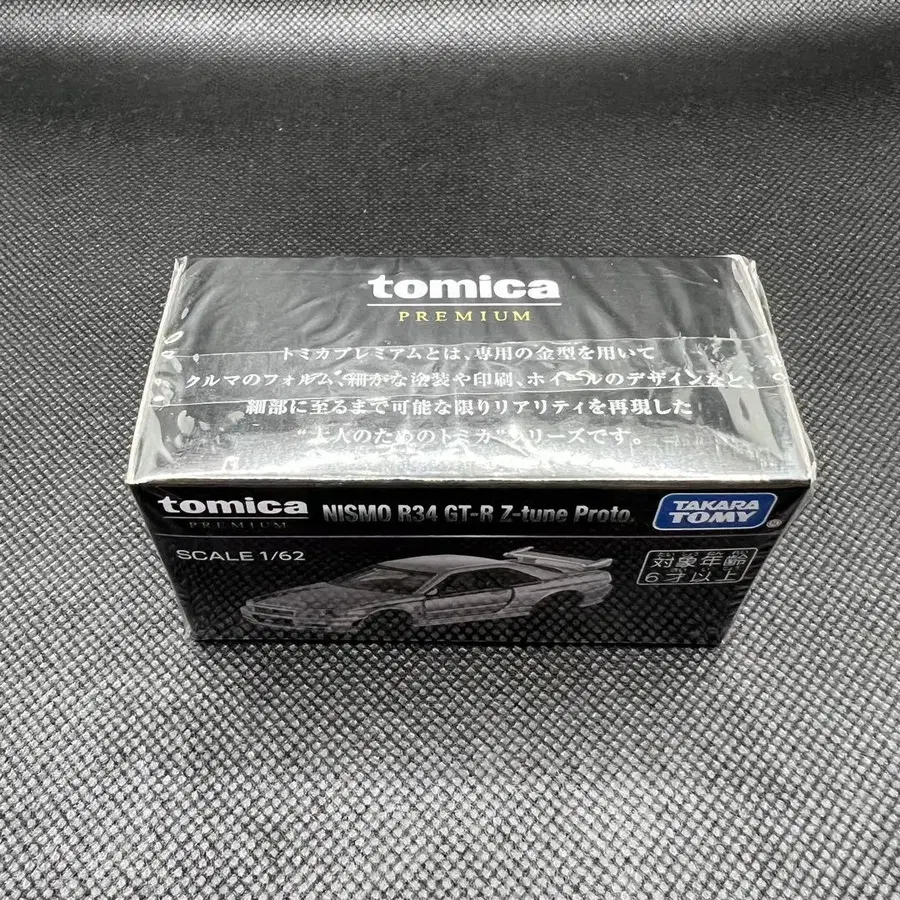 tomica
PREMIUM
トミカプレミアムとは、専用の金型を用いて
クルマのフォルム、細かな塗装や印刷、ホイールのデザインなど、
細部に至るまで可能な限りリアリティを再現した
“大人のためのトミカ”シリーズです。
tomica
PREMIUM
NISMO R34 GT-R Z-tune Proto.
TAKARA
TOMY
SCALE 1/62
対象年齢
6才以上